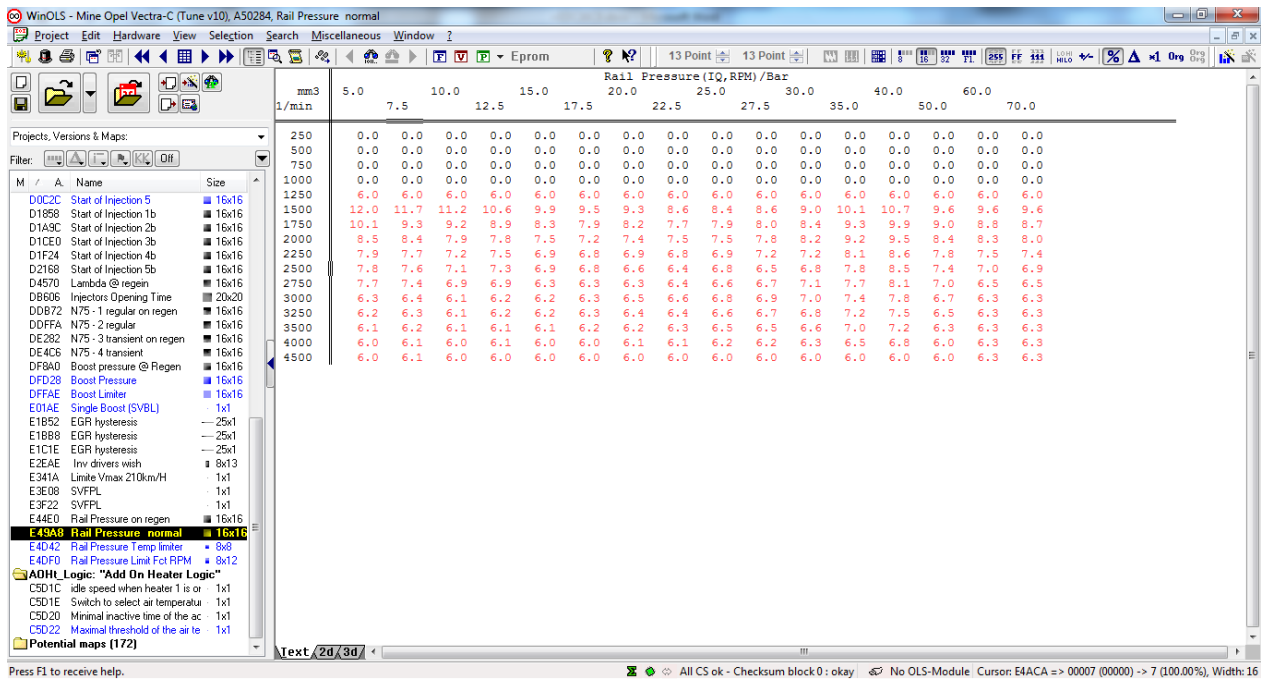 WinOLS - Mine Opel Vectra-C (Tune v10), A50284, Rail Pressure  normal
Project Edit Hardware View Selection Search Miscellaneous Window ?
F V P Eprom 13 Point 13 Point 8 16 32 Fl. 255 FF 111 LOHI HILO +/- % Δ ×1 Org Org
Rail Pressure(IQ,RPM)/Bar
mm3 5.0 10.0 15.0 20.0 25.0 30.0 40.0 60.0
1/min 7.5 12.5 17.5 22.5 27.5 35.0 50.0 70.0
250 0.0 0.0 0.0 0.0 0.0 0.0 0.0 0.0 0.0 0.0 0.0 0.0 0.0 0.0 0.0 0.0
500 0.0 0.0 0.0 0.0 0.0 0.0 0.0 0.0 0.0 0.0 0.0 0.0 0.0 0.0 0.0 0.0
750 0.0 0.0 0.0 0.0 0.0 0.0 0.0 0.0 0.0 0.0 0.0 0.0 0.0 0.0 0.0 0.0
1000 0.0 0.0 0.0 0.0 0.0 0.0 0.0 0.0 0.0 0.0 0.0 0.0 0.0 0.0 0.0 0.0
1250 6.0 6.0 6.0 6.0 6.0 6.0 6.0 6.0 6.0 6.0 6.0 6.0 6.0 6.0 6.0 6.0
1500 12.0 11.7 11.2 10.6 9.9 9.5 9.3 8.6 8.4 8.6 9.0 10.1 10.7 9.6 9.6 9.6
1750 10.1 9.3 9.2 8.9 8.3 7.9 8.2 7.7 7.9 8.0 8.4 9.3 9.9 9.0 8.8 8.7
2000 8.5 8.4 7.9 7.8 7.5 7.2 7.4 7.5 7.5 7.8 8.2 9.2 9.5 8.4 8.3 8.0
2250 7.9 7.7 7.2 7.5 6.9 6.8 6.9 6.8 6.9 7.2 7.2 8.1 8.6 7.8 7.5 7.4
2500 7.8 7.6 7.1 7.3 6.9 6.8 6.6 6.4 6.8 6.5 6.8 7.8 8.5 7.4 7.0 6.9
2750 7.7 7.4 6.9 6.9 6.3 6.3 6.3 6.4 6.6 6.7 7.1 7.7 8.1 7.0 6.5 6.5
3000 6.3 6.4 6.1 6.2 6.2 6.3 6.5 6.6 6.8 6.9 7.0 7.4 7.8 6.7 6.3 6.3
3250 6.2 6.3 6.1 6.2 6.2 6.3 6.4 6.4 6.6 6.7 6.8 7.2 7.5 6.5 6.3 6.3
3500 6.1 6.2 6.1 6.1 6.1 6.2 6.2 6.3 6.5 6.5 6.6 7.0 7.2 6.3 6.3 6.3
4000 6.0 6.1 6.0 6.1 6.0 6.0 6.1 6.1 6.2 6.2 6.3 6.5 6.8 6.0 6.3 6.3
4500 6.0 6.1 6.0 6.0 6.0 6.0 6.0 6.0 6.0 6.0 6.0 6.0 6.0 6.0 6.3 6.3
Projects, Versions & Maps:
Filter: KK Off
M / A. Name Size
D0C2C Start of Injection 5 16x16
D1858 Start of Injection 1b 16x16
D1A9C Start of Injection 2b 16x16
D1CE0 Start of Injection 3b 16x16
D1F24 Start of Injection 4b 16x16
D2168 Start of Injection 5b 16x16
D4570 Lambda @ regein 16x16
DB606 Injectors Opening Time 20x20
DDB72 N75 - 1 regular on regen 16x16
DDFFA N75 - 2 regular 16x16
DE282 N75 - 3 transient on regen 16x16
DE4C6 N75 - 4 transient 16x16
DF8A0 Boost pressure @ Regen 16x16
DFD28 Boost Pressure 16x16
DFFAE Boost Limiter 16x16
E01AE Single Boost (SVBL) 1x1
E1B52 EGR hysteresis 25x1
E1BB8 EGR hysteresis 25x1
E1C1E EGR hysteresis 25x1
E2EAE Inv drivers wish 8x13
E341A Limite Vmax 210km/H 1x1
E3E08 SVFPL 1x1
E3F22 SVFPL 1x1
E44E0 Rail Pressure on regen 16x16
E49A8 Rail Pressure  normal 16x16
E4D42 Rail Pressure Temp limiter 8x8
E4DF0 Rail Pressure Limit Fct RPM 8x12
AOHt_Logic: "Add On Heater Logic"
C5D1C idle speed when heater 1 is or 1x1
C5D1E Switch to select air temperatu 1x1
C5D20 Minimal inactive time of the ac 1x1
C5D22 Maximal threshold of the air te 1x1
Potential maps (172)
Text 2d 3d
Press F1 to receive help.
All CS ok - Checksum block 0 : okay No OLS-Module Cursor: E4ACA => 00007 (00000) -> 7 (100.00%), Width: 16